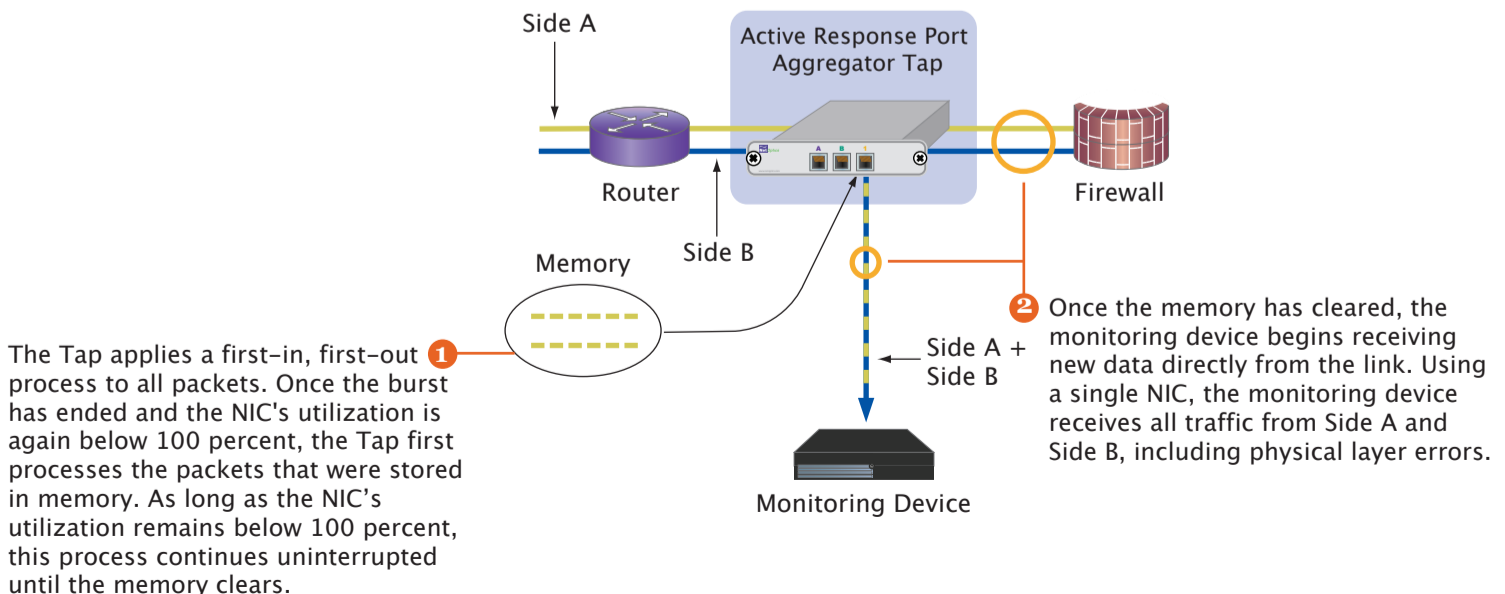 Side A
Active Response Port
Aggregator Tap
A B 1
Router
Firewall
Side B
Memory
1
The Tap applies a first–in, first–out
process to all packets. Once the burst
has ended and the NIC's utilization is
again below 100 percent, the Tap first
processes the packets that were stored
in memory. As long as the NIC’s
utilization remains below 100 percent,
this process continues uninterrupted
until the memory clears.
Side A +
Side B
2
Once the memory has cleared, the
monitoring device begins receiving
new data directly from the link. Using
a single NIC, the monitoring device
receives all traffic from Side A and
Side B, including physical layer errors.
Monitoring Device